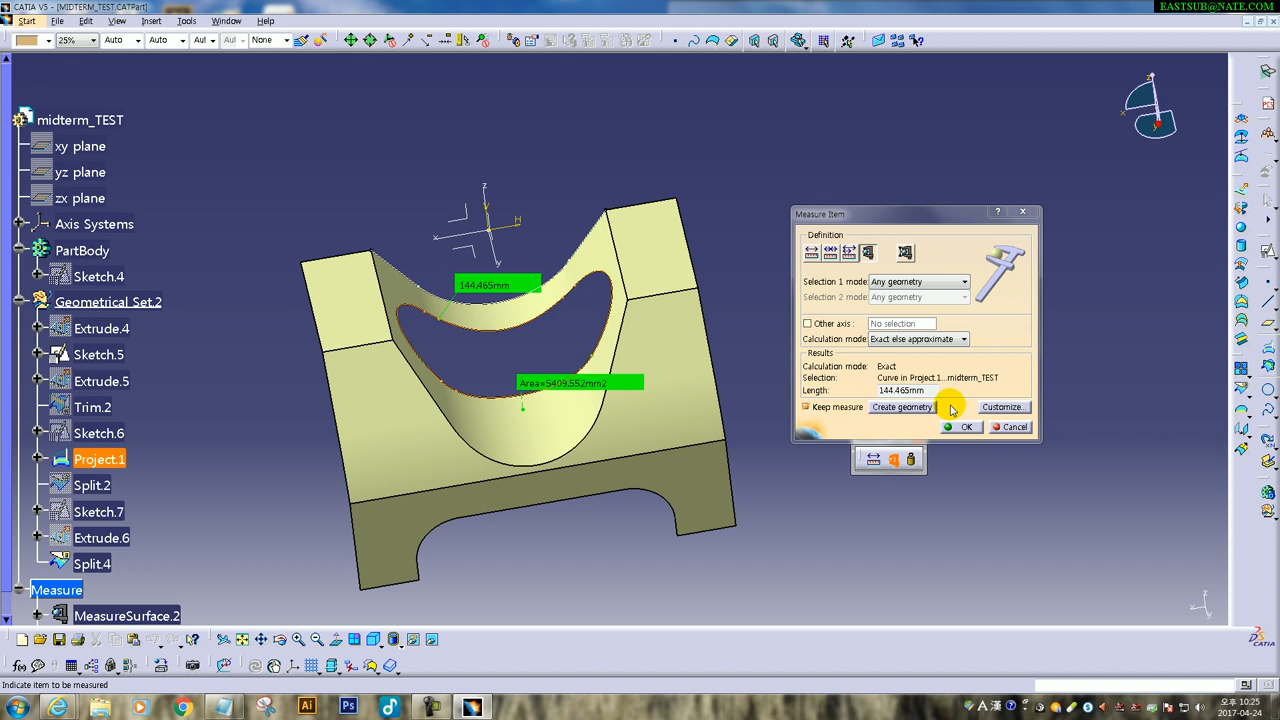 CATIA V5 - [MIDTERM_TEST.CATPart]
EASTSUB@NATE.COM
Start File Edit View Insert Tools Window Help
25% Auto Auto Aut Aut None
midterm_TEST
xy plane
yz plane
zx plane
Axis Systems
PartBody
Sketch.4
Geometrical Set.2
Extrude.4
Sketch.5
Extrude.5
Trim.2
Sketch.6
Project.1
Split.2
Sketch.7
Extrude.6
Split.4
Measure
MeasureSurface.2
z
x
y
z
y
H
x
y
144.465mm
Area=5409.552mm2
Measure Item
Definition
Selection 1 mode: Any geometry
Selection 2 mode: Any geometry
Other axis : No selection
Calculation mode: Exact else approximate
Results
Calculation mode: Exact
Selection: Curve in Project.1...midterm_TEST
Length: 144.465mm
Keep measure Create geometry Customize...
OK Cancel
CATIA
f(x)
Indicate item to be measured
Ai Ps
A 漢
오후 10:25
2017-04-24